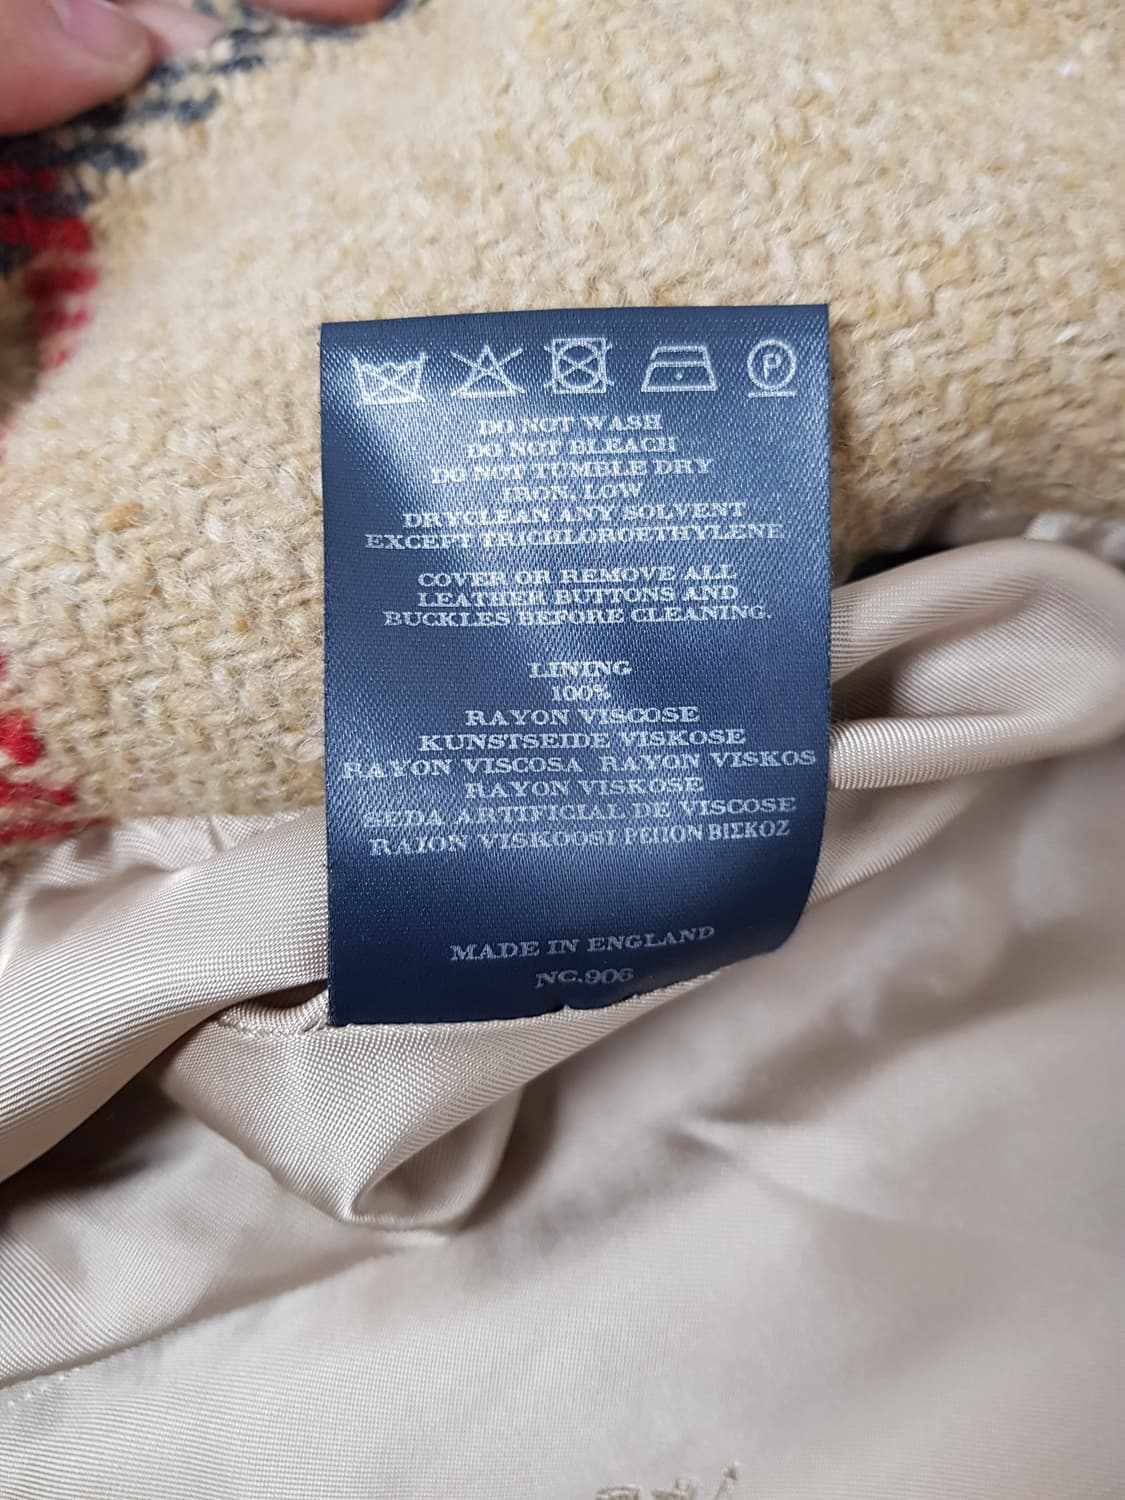 P
DO NOT WASH
DO NOT BLEACH
DO NOT TUMBLE DRY
IRON, LOW
DRYCLEAN ANY SOLVENT
EXCEPT TRICHLOROETHYLENE
COVER OR REMOVE ALL
LEATHER BUTTONS AND
BUCKLES BEFORE CLEANING.
LINING
100%
RAYON VISCOSE
KUNSTSEIDE VISKOSE
RAYON VISCOSA RAYON VISKOS
RAYON VISKOSE
SEDA ARTIFICIAL DE VISCOSE
RAJON VISKOOSI ΡΕΠΟΝ ΒΙΣΚΟΖ
MADE IN ENGLAND
NC.906